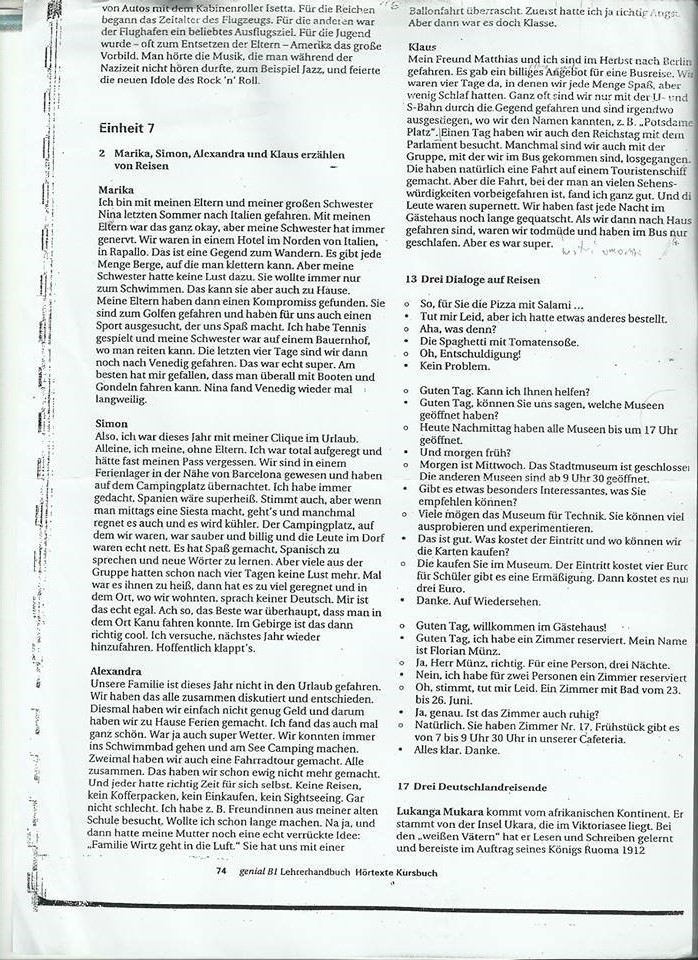 von Autos mit dem Kabinenroller Isetta. Für die Reichen
begann das Zeitalter des Flugzeugs. Für die anderen war
der Flughafen ein beliebtes Ausflugsziel. Für die Jugend
wurde – oft zum Entsetzen der Eltern – Amerika das große
Vorbild. Man hörte die Musik, die man während der
Nazizeit nicht hören durfte, zum Beispiel Jazz, und feierte
die neuen Idole des Rock 'n' Roll.
Einheit 7
2 Marika, Simon, Alexandra und Klaus erzählen
von Reisen
Marika
Ich bin mit meinen Eltern und meiner großen Schwester
Nina letzten Sommer nach Italien gefahren. Mit meinen
Eltern war das ganz okay, aber meine Schwester hat immer
genervt. Wir waren in einem Hotel im Norden von Italien,
in Rapallo. Das ist eine Gegend zum Wandern. Es gibt jede
Menge Berge, auf die man klettern kann. Aber meine
Schwester hatte keine Lust dazu. Sie wollte immer nur
zum Schwimmen. Das kann sie aber auch zu Hause.
Meine Eltern haben dann einen Kompromiss gefunden. Sie
sind zum Golfen gefahren und haben für uns auch einen
Sport ausgesucht, der uns Spaß macht. Ich habe Tennis
gespielt und meine Schwester war auf einem Bauernhof,
wo man reiten kann. Die letzten vier Tage sind wir dann
noch nach Venedig gefahren. Das war echt super. Am
besten hat mir gefallen, dass man überall mit Booten und
Gondeln fahren kann. Nina fand Venedig wieder mal
langweilig.
Simon
Also, ich war dieses Jahr mit meiner Clique im Urlaub.
Alleine, ich meine, ohne Eltern. Ich war total aufgeregt und
hätte fast meinen Pass vergessen. Wir sind in einem
Ferienlager in der Nähe von Barcelona gewesen und haben
auf dem Campingplatz übernachtet. Ich habe immer
gedacht, Spanien wäre superheiß. Stimmt auch, aber wenn
man mittags eine Siesta macht, geht's und manchmal
regnet es auch und es wird kühler. Der Campingplatz, auf
dem wir waren, war sauber und billig und die Leute im Dorf
waren echt nett. Es hat Spaß gemacht, Spanisch zu
sprechen und neue Wörter zu lernen. Aber viele aus der
Gruppe hatten schon nach vier Tagen keine Lust mehr. Mal
war es ihnen zu heiß, dann hat es zu viel geregnet und in
dem Ort, wo wir wohnten, sprach keiner Deutsch. Mir ist
das echt egal. Ach so, das Beste war überhaupt, dass man in
dem Ort Kanu fahren konnte. Im Gebirge ist das dann
richtig cool. Ich versuche, nächstes Jahr wieder
hinzufahren. Hoffentlich klappt's.
Alexandra
Unsere Familie ist dieses Jahr nicht in den Urlaub gefahren.
Wir haben das alle zusammen diskutiert und entschieden.
Diesmal haben wir einfach nicht genug Geld und darum
haben wir zu Hause Ferien gemacht. Ich fand das auch mal
ganz schön. War ja auch super Wetter. Wir konnten immer
ins Schwimmbad gehen und am See Camping machen.
Zweimal haben wir auch eine Fahrradtour gemacht. Alle
zusammen. Das haben wir schon ewig nicht mehr gemacht.
Und jeder hatte richtig Zeit für sich selbst. Keine Reisen,
kein Kofferpacken, kein Einkaufen, kein Sightseeing. Gar
nicht schlecht. Ich habe z. B. Freundinnen aus meiner alten
Schule besucht. Wollte ich schon lange machen. Na ja, und
dann hatte meine Mutter noch eine echt verrückte Idee:
„Familie Wirtz geht in die Luft.“ Sie hat uns mit einer
Ballonfahrt überrascht. Zuerst hatte ich ja richtig Angst.
Aber dann war es doch Klasse.
Klaus
Mein Freund Matthias und ich sind im Herbst nach Berlin
gefahren. Es gab ein billiges Angebot für eine Busreise. Wir
waren vier Tage da, in denen wir jede Menge Spaß, aber
wenig Schlaf hatten. Ganz oft sind wir nur mit der U- und
S-Bahn durch die Gegend gefahren und sind irgendwo
ausgestiegen, wo wir den Namen kannten, z. B. „Potsdame
Platz“. Einen Tag haben wir auch den Reichstag mit dem
Parlament besucht. Manchmal sind wir auch mit der
Gruppe, mit der wir im Bus gekommen sind, losgegangen.
Die haben natürlich eine Fahrt auf einem Touristenschiff
gemacht. Aber die Fahrt, bei der man an vielen Sehens-
würdigkeiten vorbeigefahren ist, fand ich ganz gut. Und di
Leute waren supernett. Wir haben fast jede Nacht im
Gästehaus noch lange gequatscht. Als wir dann nach Haus
gefahren sind, waren wir todmüde und haben im Bus nur
geschlafen. Aber es war super.
13 Drei Dialoge auf Reisen
o So, für Sie die Pizza mit Salami ...
• Tut mir Leid, aber ich hatte etwas anderes bestellt.
o Aha, was denn?
• Die Spaghetti mit Tomatensoße.
o Oh, Entschuldigung!
• Kein Problem.
o Guten Tag. Kann ich Ihnen helfen?
• Guten Tag, können Sie uns sagen, welche Museen
geöffnet haben?
o Heute Nachmittag haben alle Museen bis um 17 Uhr
geöffnet.
• Und morgen früh?
o Morgen ist Mittwoch. Das Stadtmuseum ist geschlossen
Die anderen Museen sind ab 9 Uhr 30 geöffnet.
• Gibt es etwas besonders Interessantes, was Sie
empfehlen können?
o Viele mögen das Museum für Technik. Sie können viel
ausprobieren und experimentieren.
• Das ist gut. Was kostet der Eintritt und wo können wir
die Karten kaufen?
o Die kaufen Sie im Museum. Der Eintritt kostet vier Euro
für Schüler gibt es eine Ermäßigung. Dann kostet es nur
drei Euro.
• Danke. Auf Wiedersehen.
o Guten Tag, willkommen im Gästehaus!
• Guten Tag, ich habe ein Zimmer reserviert. Mein Name
ist Florian Münz.
o Ja, Herr Münz, richtig. Für eine Person, drei Nächte.
• Nein, ich habe für zwei Personen ein Zimmer reserviert
o Oh, stimmt, tut mir Leid. Ein Zimmer mit Bad vom 23.
bis 26. Juni.
• Ja, genau. Ist das Zimmer auch ruhig?
o Natürlich. Sie haben Zimmer Nr. 17. Frühstück gibt es
von 7 bis 9 Uhr 30 in unserer Cafeteria.
• Alles klar. Danke.
17 Drei Deutschlandreisende
Lukanga Mukara kommt vom afrikanischen Kontinent. Er
stammt von der Insel Ukara, die im Viktoriasee liegt. Bei
den „weißen Vätern“ hat er Lesen und Schreiben gelernt
und bereiste im Auftrag seines Königs Ruoma 1912
74 genial B1 Lehrerhandbuch Hörtexte Kursbuch